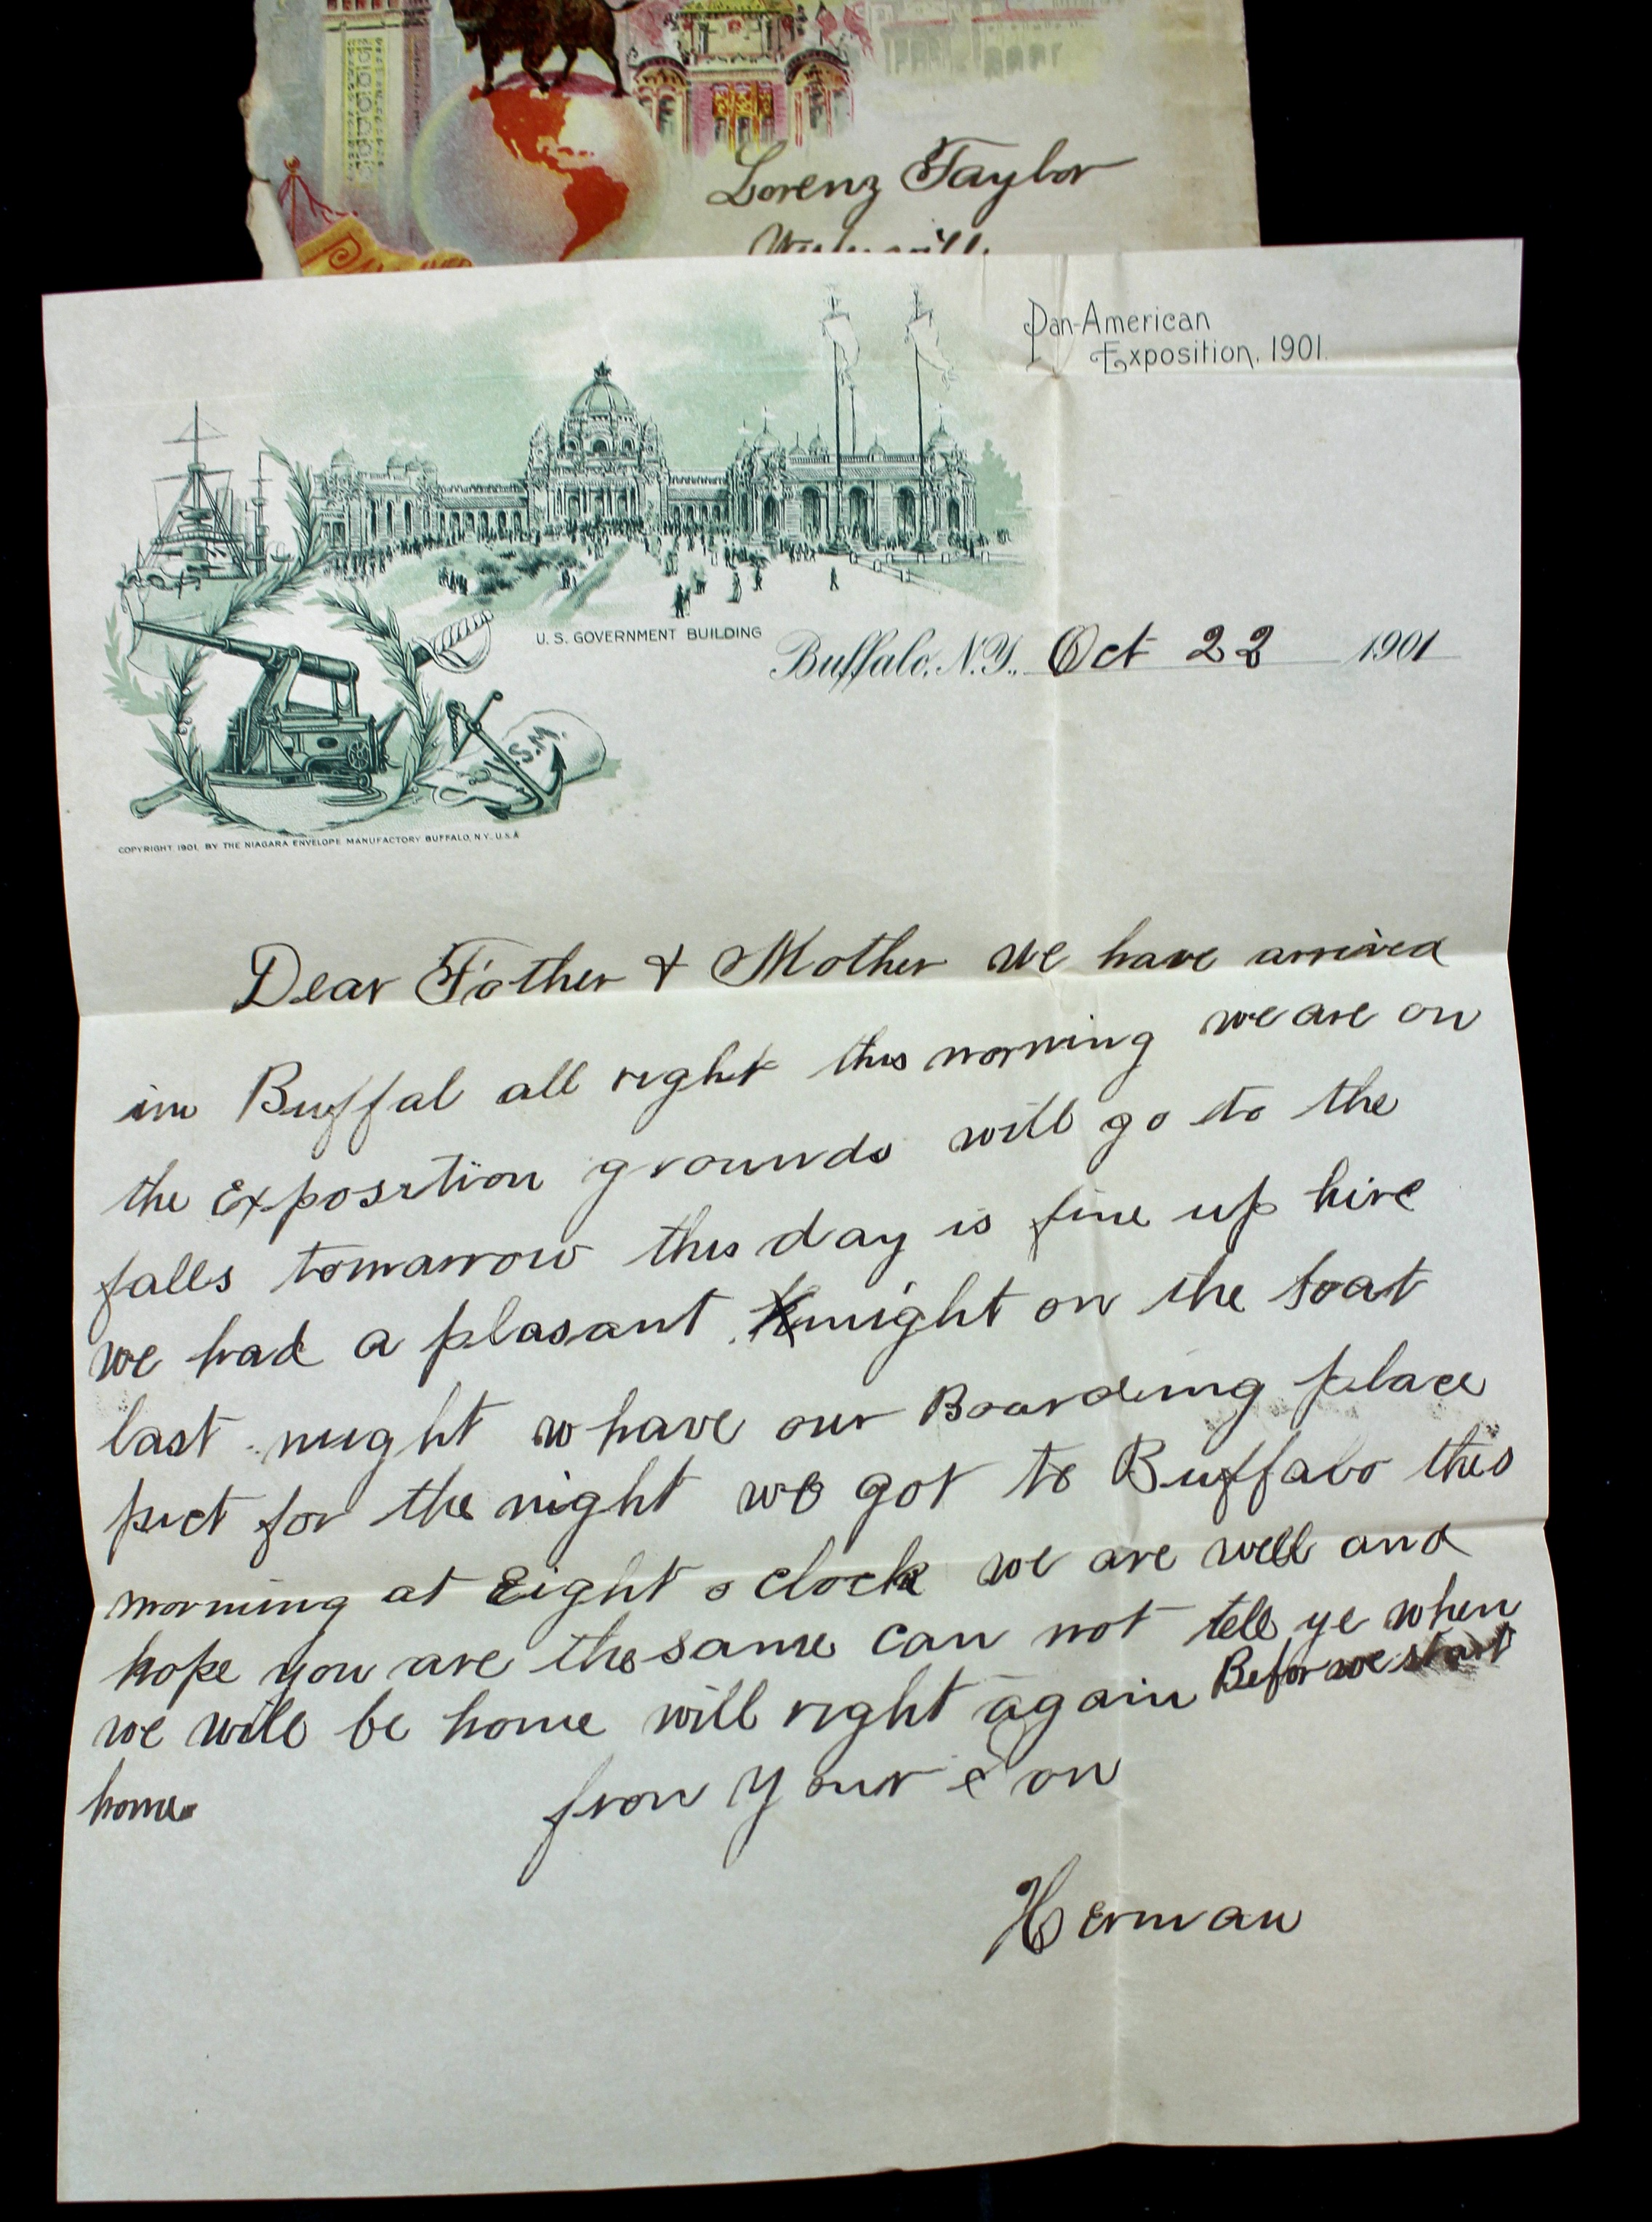 Lorenz Taylor
Pan-American
Exposition, 1901.
U.S. GOVERNMENT BUILDING
Buffalo, N.Y., Oct 22 1901
S.M.
COPYRIGHT 1901, BY THE NIAGARA ENVELOPE MANUFACTORY BUFFALO, N.Y. U.S.A
Dear Father & Mother we have arrived
in Buffal all right this morning we are on
the Exposition grounds will go to the
falls tomarrow this day is fine up hire
we had a plasant night on the boat
last night w have our Boarding place
pict for the night we got to Buffalo this
morning at Eight o clock we are well and
hope you are the same can not tell ye when
we will be home will right again Befor we start
home
from Your Son
Herman